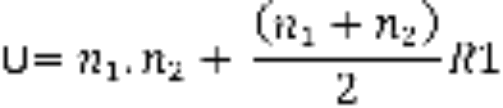 U= n₁.n₂ + (n₁ + n₂)/2 R1